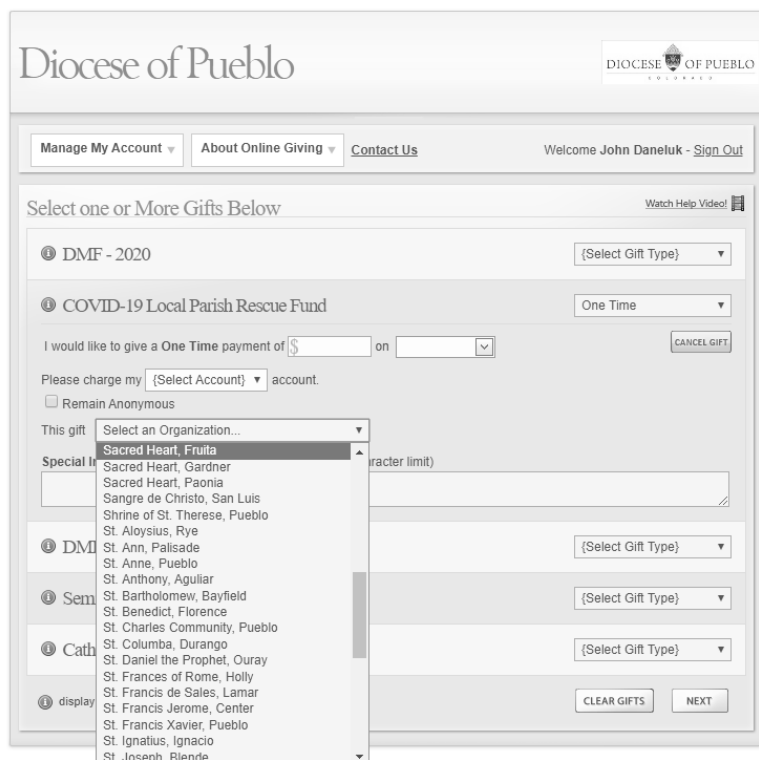 Diocese of Pueblo
DIOCESE OF PUEBLO
COLORADO
Manage My Account
About Online Giving
Contact Us
Welcome John Daneluk - Sign Out
Select one or More Gifts Below
Watch Help Video!
DMF - 2020
{Select Gift Type}
COVID-19 Local Parish Rescue Fund
One Time
I would like to give a One Time payment of $ on
CANCEL GIFT
Please charge my {Select Account} account.
Remain Anonymous
This gift Select an Organization...
Sacred Heart, Fruita
Special In racter limit)
Sacred Heart, Gardner
Sacred Heart, Paonia
Sangre de Christo, San Luis
Shrine of St. Therese, Pueblo
St. Aloysius, Rye
St. Ann, Palisade
St. Anne, Pueblo
St. Anthony, Aguliar
St. Bartholomew, Bayfield
St. Benedict, Florence
St. Charles Community, Pueblo
St. Columba, Durango
St. Daniel the Prophet, Ouray
St. Frances of Rome, Holly
St. Francis de Sales, Lamar
St. Francis Jerome, Center
St. Francis Xavier, Pueblo
St. Ignatius, Ignacio
St. Joseph, Blende
DM
{Select Gift Type}
Sem
{Select Gift Type}
Cath
{Select Gift Type}
display
CLEAR GIFTS
NEXT